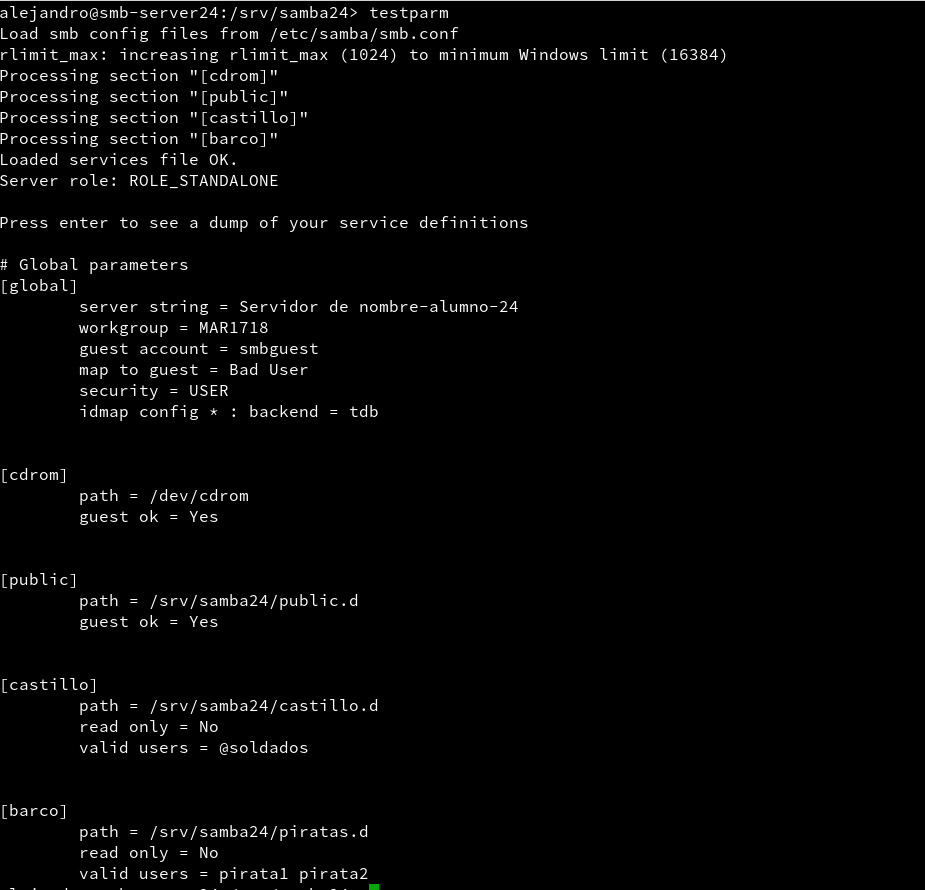 alejandro@smb-server24:/srv/samba24> testparm
Load smb config files from /etc/samba/smb.conf
rlimit_max: increasing rlimit_max (1024) to minimum Windows limit (16384)
Processing section "[cdrom]"
Processing section "[public]"
Processing section "[castillo]"
Processing section "[barco]"
Loaded services file OK.
Server role: ROLE_STANDALONE
Press enter to see a dump of your service definitions
# Global parameters
[global]
server string = Servidor de nombre-alumno-24
workgroup = MAR1718
guest account = smbguest
map to guest = Bad User
security = USER
idmap config * : backend = tdb
[cdrom]
path = /dev/cdrom
guest ok = Yes
[public]
path = /srv/samba24/public.d
guest ok = Yes
[castillo]
path = /srv/samba24/castillo.d
read only = No
valid users = @soldados
[barco]
path = /srv/samba24/piratas.d
read only = No
valid users = pirata1 pirata2